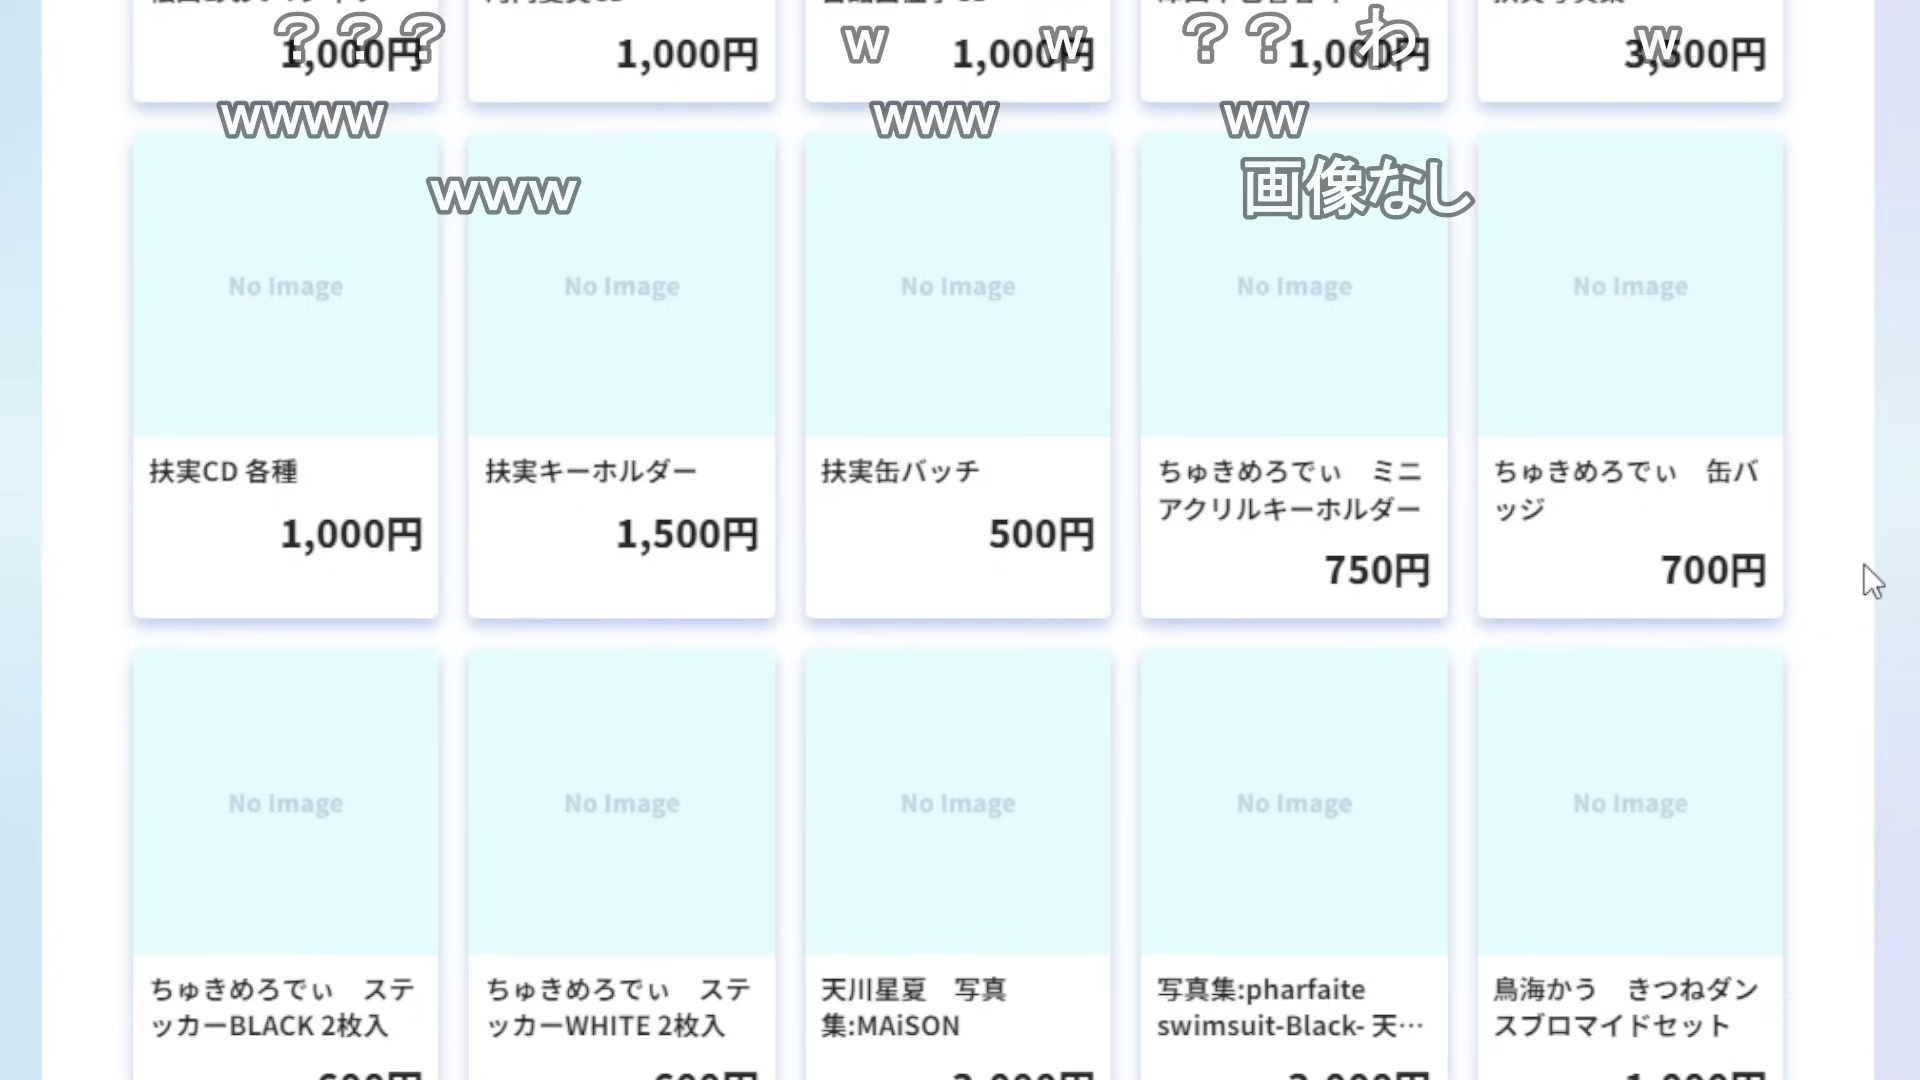 ？？？
w
w
？？
わ
w
1,000円
1,000円
1,000円
1,000円
3,500円
wwww
www
ww
www
画像なし
No Image
No Image
No Image
No Image
No Image
扶実CD 各種
1,000円
扶実キーホルダー
1,500円
扶実缶バッチ
500円
ちゅきめろでぃ　ミニ
アクリルキーホルダー
750円
ちゅきめろでぃ　缶バ
ッジ
700円
No Image
No Image
No Image
No Image
No Image
ちゅきめろでぃ　ステ
ッカーBLACK 2枚入
ちゅきめろでぃ　ステ
ッカーWHITE 2枚入
天川星夏　写真
集:MAiSON
写真集:pharfaite
swimsuit-Black- 天…
鳥海かう　きつねダン
スブロマイドセット